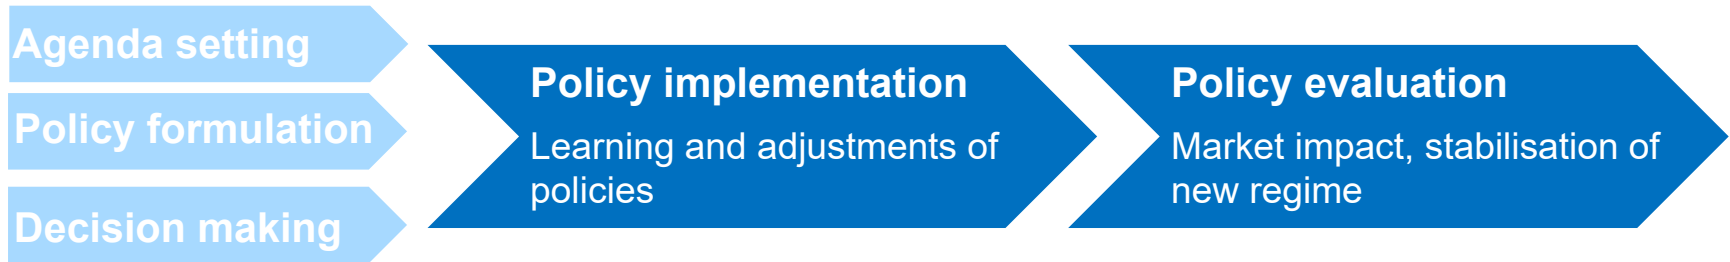 Agenda setting
Policy formulation
Decision making
Policy implementation
Learning and adjustments of
policies
Policy evaluation
Market impact, stabilisation of
new regime